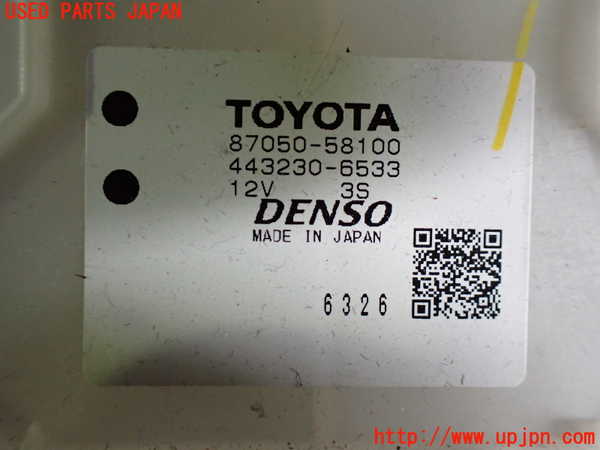 USED PARTS JAPAN
TOYOTA
87050-58100
443230-6533
12V 3S
DENSO
MADE IN JAPAN
6326
http://www.upjpn.com/